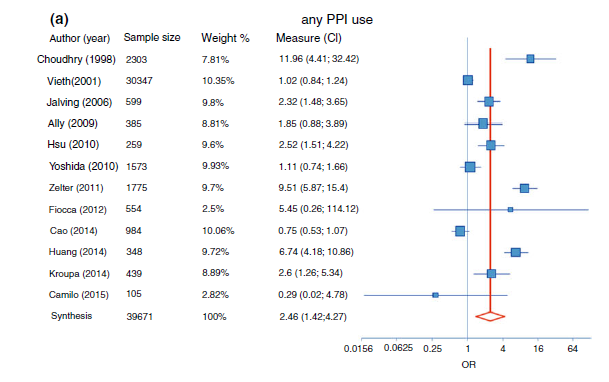 (a) any PPI use
Author (year) Sample size Weight % Measure (CI)
Choudhry (1998) 2303 7.81% 11.96 (4.41; 32.42)
Vieth(2001) 30347 10.35% 1.02 (0.84; 1.24)
Jalving (2006) 599 9.8% 2.32 (1.48; 3.65)
Ally (2009) 385 8.81% 1.85 (0.88; 3.89)
Hsu (2010) 259 9.6% 2.52 (1.51; 4.22)
Yoshida (2010) 1573 9.93% 1.11 (0.74; 1.66)
Zelter (2011) 1775 9.7% 9.51 (5.87; 15.4)
Fiocca (2012) 554 2.5% 5.45 (0.26; 114.12)
Cao (2014) 984 10.06% 0.75 (0.53; 1.07)
Huang (2014) 348 9.72% 6.74 (4.18; 10.86)
Kroupa (2014) 439 8.89% 2.6 (1.26; 5.34)
Camilo (2015) 105 2.82% 0.29 (0.02; 4.78)
Synthesis 39671 100% 2.46 (1.42;4.27)
0.0156 0.0625 0.25 1 4 16 64
OR